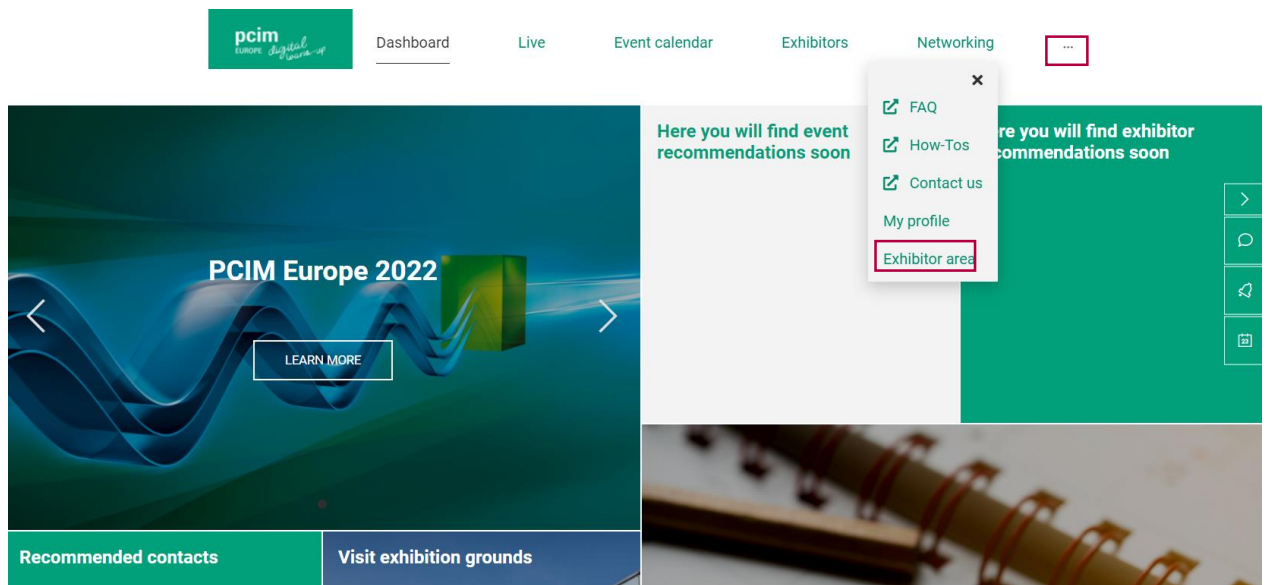 pcim
EUROPE digital
warm-up
Dashboard
Live
Event calendar
Exhibitors
Networking
...
FAQ
How-Tos
Contact us
My profile
Exhibitor area
Here you will find event
recommendations soon
re you will find exhibitor
commendations soon
PCIM Europe 2022
LEARN MORE
23
Recommended contacts
Visit exhibition grounds